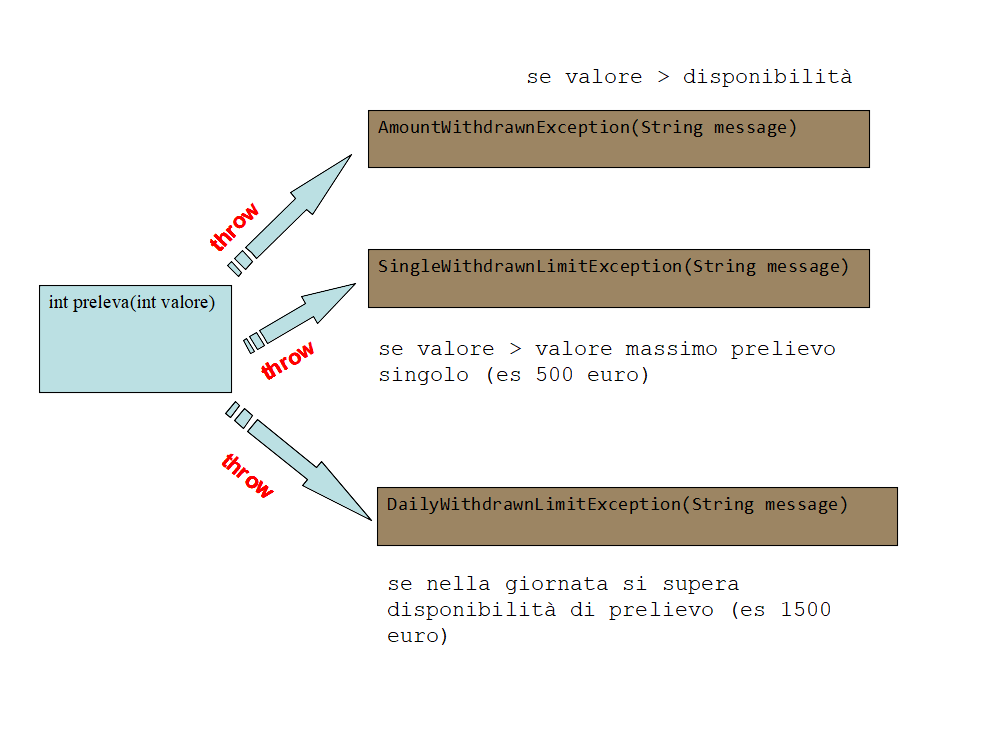 se valore > disponibilità
AmountWithdrawnException(String message)
throw
SingleWithdrawnLimitException(String message)
int preleva(int valore)
throw
se valore > valore massimo prelievo
singolo (es 500 euro)
throw
DailyWithdrawnLimitException(String message)
se nella giornata si supera
disponibilità di prelievo (es 1500
euro)